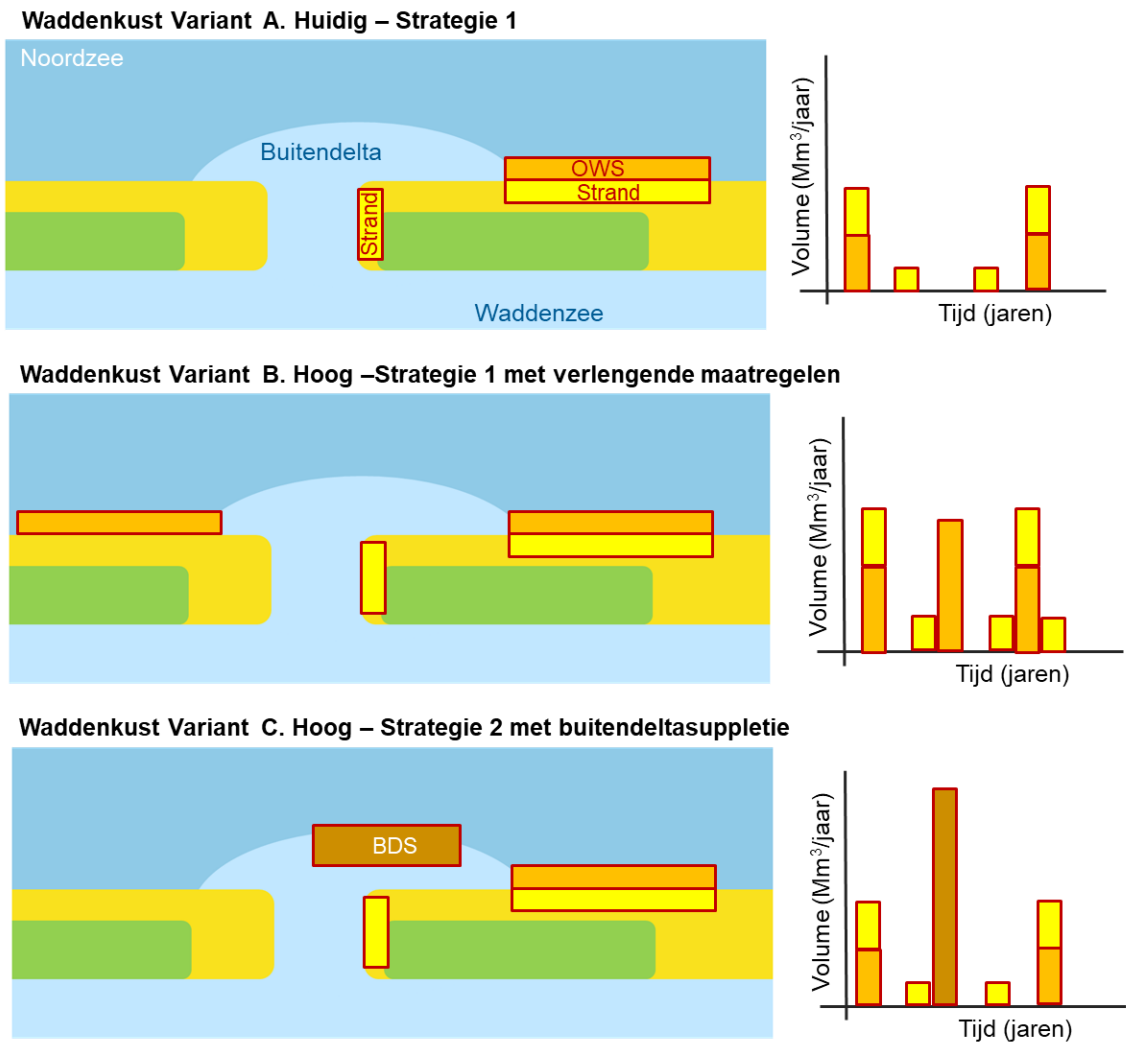 Waddenkust Variant A. Huidig – Strategie 1
Noordzee
Buitendelta
OWS
Strand
Strand
Waddenzee
Volume (Mm³/jaar)
Tijd (jaren)
Waddenkust Variant B. Hoog –Strategie 1 met verlengende maatregelen
Volume (Mm³/jaar)
Tijd (jaren)
Waddenkust Variant C. Hoog – Strategie 2 met buitendeltasuppletie
BDS
Volume (Mm³/jaar)
Tijd (jaren)